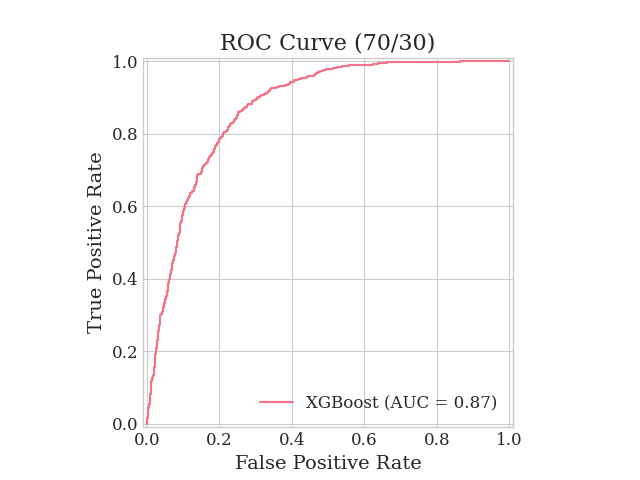 ROC Curve (70/30)
True Positive Rate
1.0
0.8
0.6
0.4
0.2
0.0
XGBoost (AUC = 0.87)
0.0 0.2 0.4 0.6 0.8 1.0
False Positive Rate